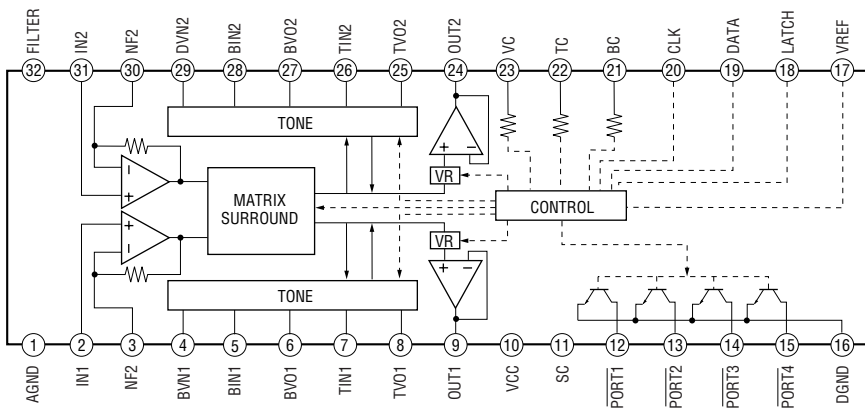 FILTER IN2 NF2 DVN2 BIN2 BVO2 TIN2 TVO2 OUT2 VC TC BC CLK DATA LATCH VREF
32 31 30 29 28 27 26 25 24 23 22 21 20 19 18 17
TONE
+ −
− +
VR
MATRIX
SURROUND
CONTROL
+ −
VR
+ −
TONE
1 2 3 4 5 6 7 8 9 10 11 12 13 14 15 16
AGND IN1 NF2 BVN1 BIN1 BVO1 TIN1 TVO1 OUT1 VCC SC PORT1 PORT2 PORT3 PORT4 DGND